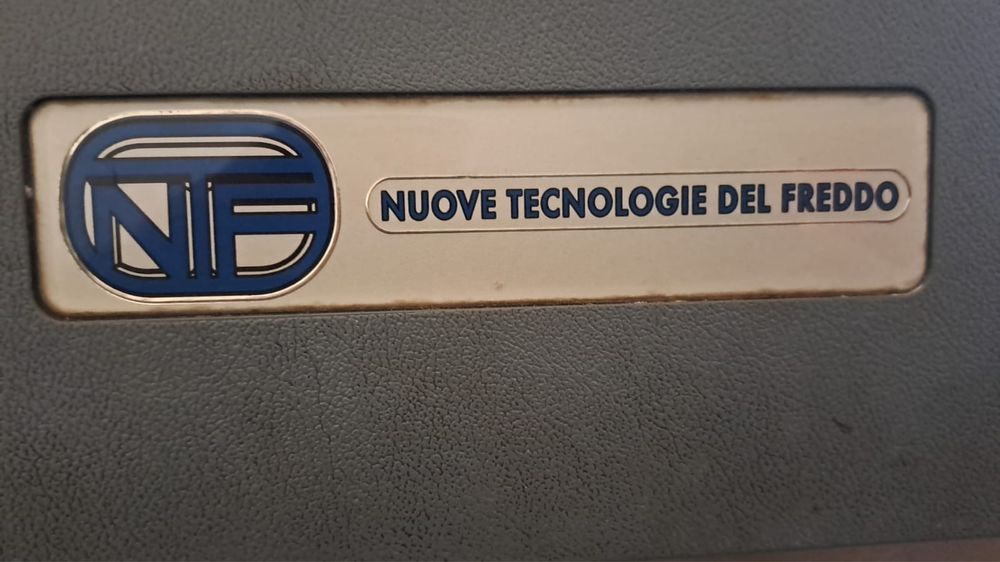 NTF
NUOVE TECNOLOGIE DEL FREDDO